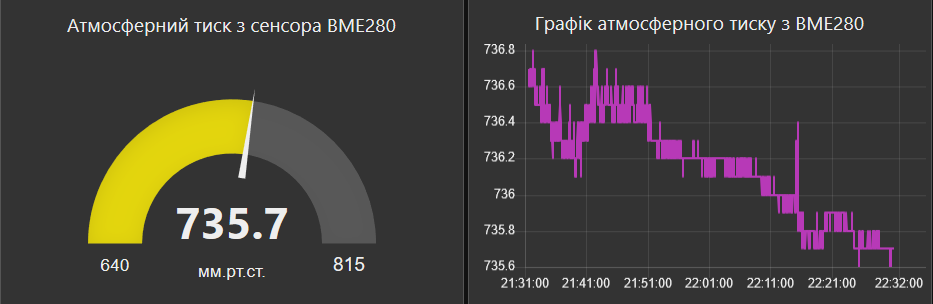 Атмосферний тиск з сенсора BME280
735.7
640
мм.рт.ст.
815
Графік атмосферного тиску з BME280
736.8
736.6
736.4
736.2
736
735.8
735.6
21:31:00 21:41:00 21:51:00 22:01:00 22:11:00 22:21:00 22:32:00